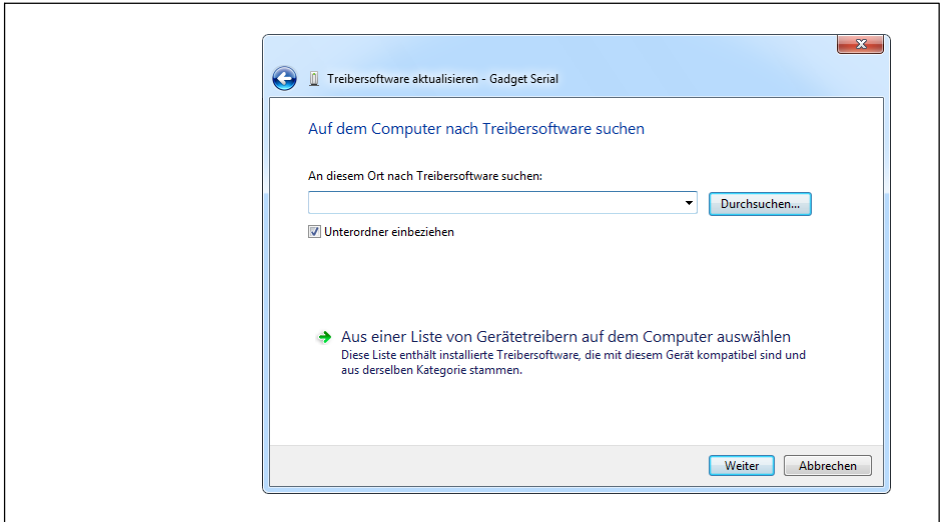 Treibersoftware aktualisieren - Gadget Serial
Auf dem Computer nach Treibersoftware suchen
An diesem Ort nach Treibersoftware suchen:
Durchsuchen...
Unterordner einbeziehen
Aus einer Liste von Gerätetreibern auf dem Computer auswählen
Diese Liste enthält installierte Treibersoftware, die mit diesem Gerät kompatibel sind und
aus derselben Kategorie stammen.
Weiter
Abbrechen